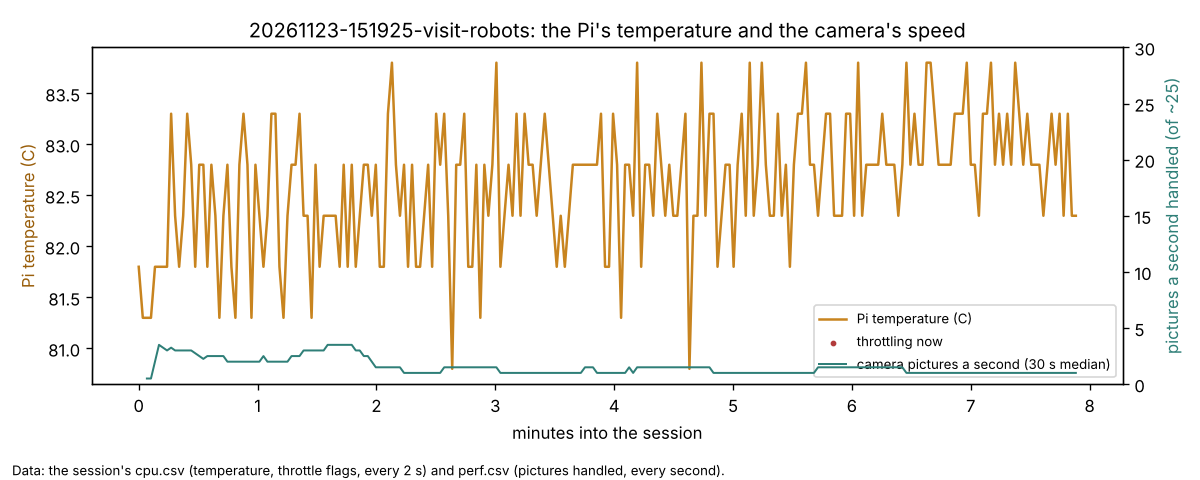 20261123-151925-visit-robots: the Pi's temperature and the camera's speed
Pi temperature (C)
83.5
83.0
82.5
82.0
81.5
81.0
30
25
20
15
10
5
0
pictures a second handled (of ~25)
Pi temperature (C)
throttling now
camera pictures a second (30 s median)
0 1 2 3 4 5 6 7 8
minutes into the session
Data: the session's cpu.csv (temperature, throttle flags, every 2 s) and perf.csv (pictures handled, every second).